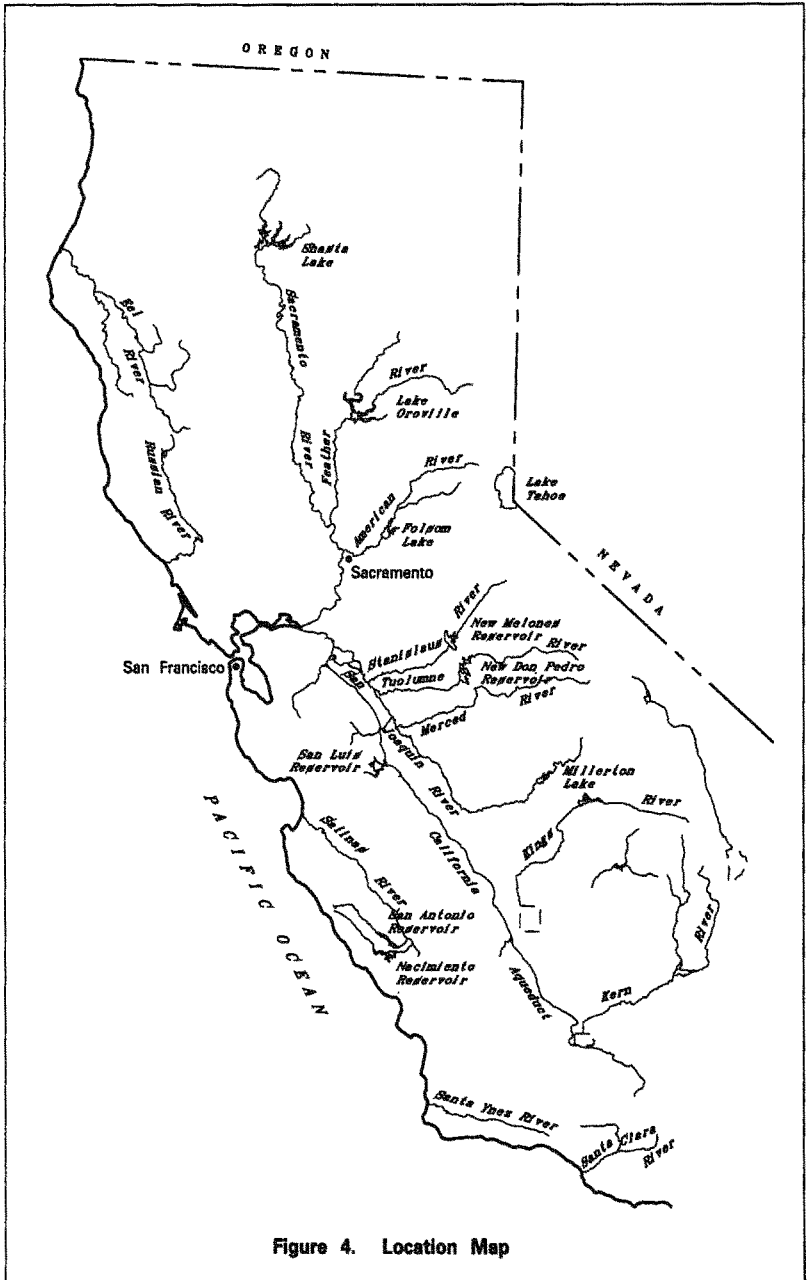 OREGON
Shasta
Lake
Sacramento
River
Eel
River
River
Lake
Oroville
Feather
Russian
River
River
American
Folsom
Lake
Lake
Tahoe
Sacramento
NEVADA
River
New Melones
Reservoir
Stanislaus
River
New Don Pedro
Reservoir
Tuolumne
San Francisco
San
River
Merced
Joaquin
River
San Luis
Reservoir
Millerton
Lake
River
Kings
PACIFIC OCEAN
Salinas
River
California
San Antonio
Reservoir
Nacimiento
Reservoir
Aqueduct
River
Kern
Santa Ynez River
Santa Clara
River
Figure 4. Location Map